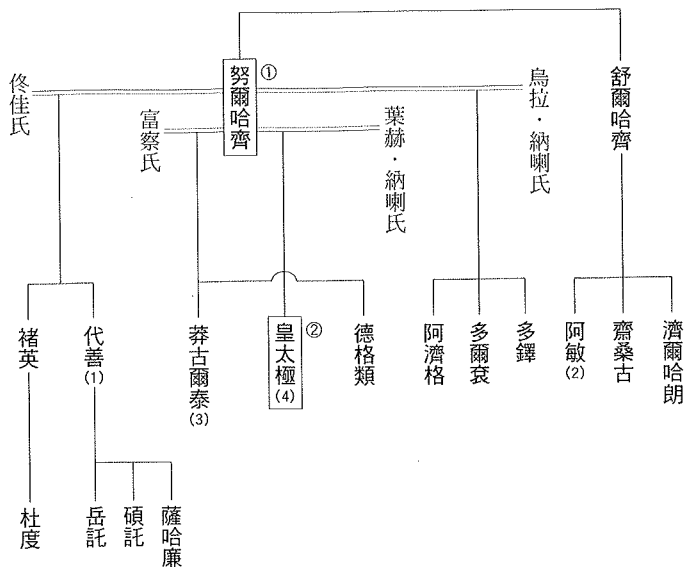 ①
努爾哈齊
舒爾哈齊
佟佳氏
富察氏
葉赫・納喇氏
烏拉・納喇氏
褚英
代善(1)
莽古爾泰(3)
②
皇太極(4)
德格類
阿濟格
多爾袞
多鐸
阿敏(2)
齋桑古
濟爾哈朗
杜度
岳託
碩託
薩哈廉